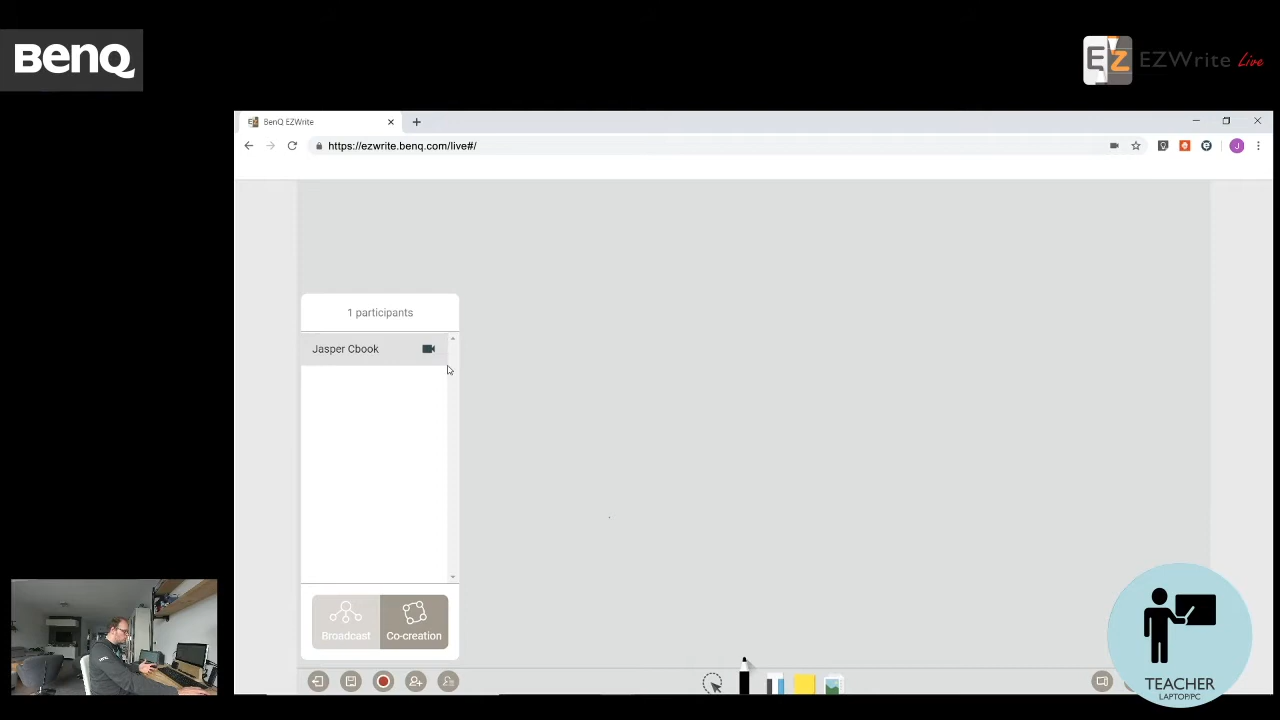 BenQ
EZ EZWrite Live
BenQ EZWrite
https://ezwrite.benq.com/live#/
J
1 participants
Jasper Cbook
Broadcast
Co-creation
TEACHER
LAPTOP/PC